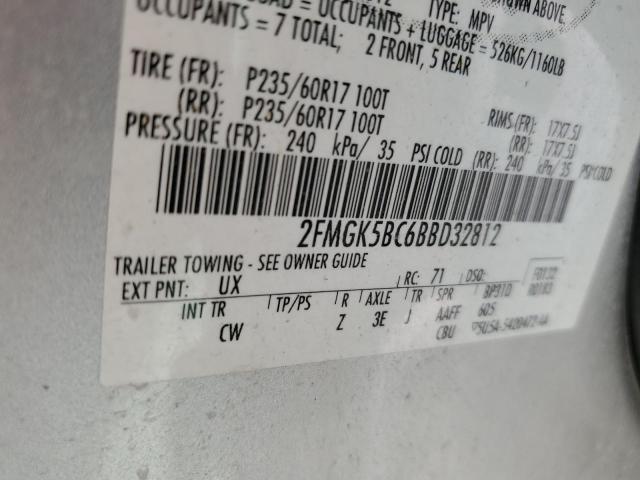 TYPE: MPV
OCCUPANTS + LUGGAGE = 526KG/1160LB
OCCUPANTS = 7 TOTAL; 2 FRONT, 5 REAR
TIRE (FR): P235/60R17 100T RIMS (FR): 17X7.5J
(RR): P235/60R17 100T (RR): 17X7.5J
PRESSURE (FR): 240 kPa/ 35 PSI COLD (RR): 240 kPa/ 35 PSI COLD
2FMGK5BC6BBD32812
TRAILER TOWING - SEE OWNER GUIDE
EXT PNT: UX RC: 71 DSO:
INT TR TP/PS R AXLE TR SPR
CW Z 3E J AAFF 605
CBU